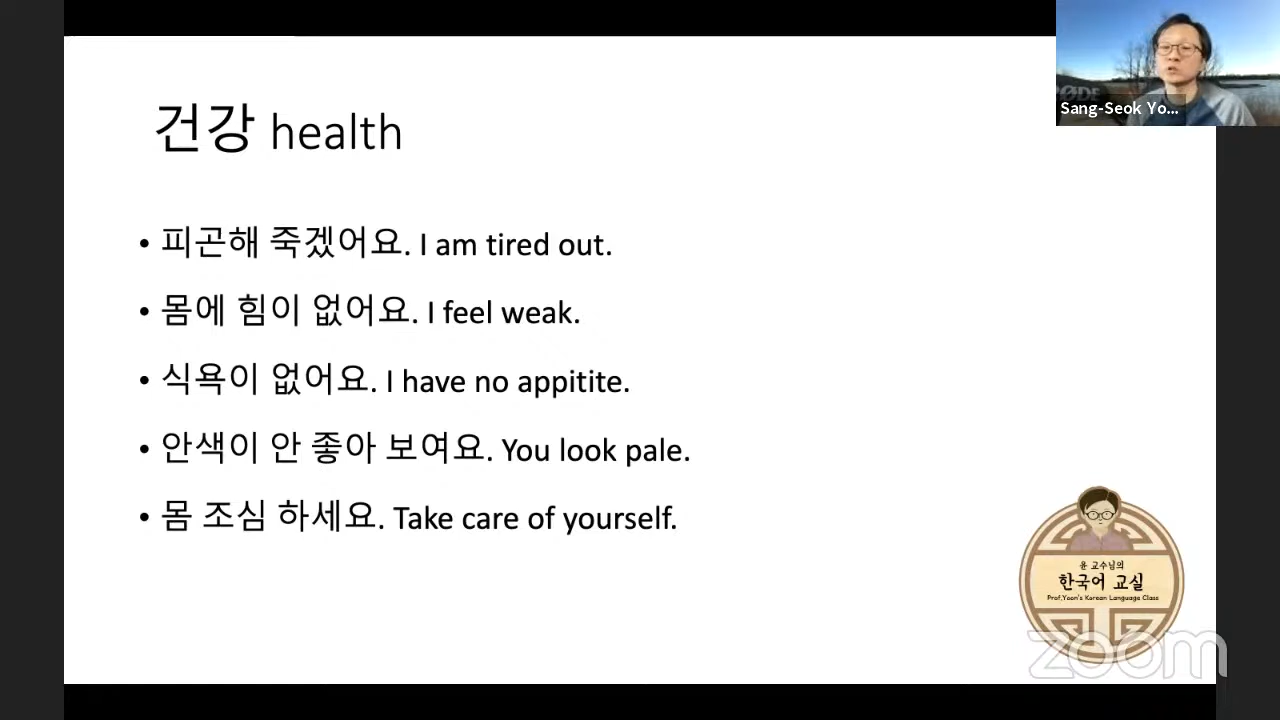 Sang-Seok Yo...
건강 health
• 피곤해 죽겠어요. I am tired out.
• 몸에 힘이 없어요. I feel weak.
• 식욕이 없어요. I have no appitite.
• 안색이 안 좋아 보여요. You look pale.
• 몸 조심 하세요. Take care of yourself.
윤 교수님의
한국어 교실
Prof.Yoon's Korean Language Class
zoom